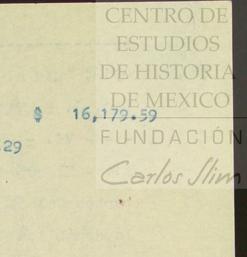 CENTRO DE
ESTUDIOS
DE HISTORIA
DE MEXICO
$ 16,179.59
FUNDACIÓN
.29
Carlos Slim